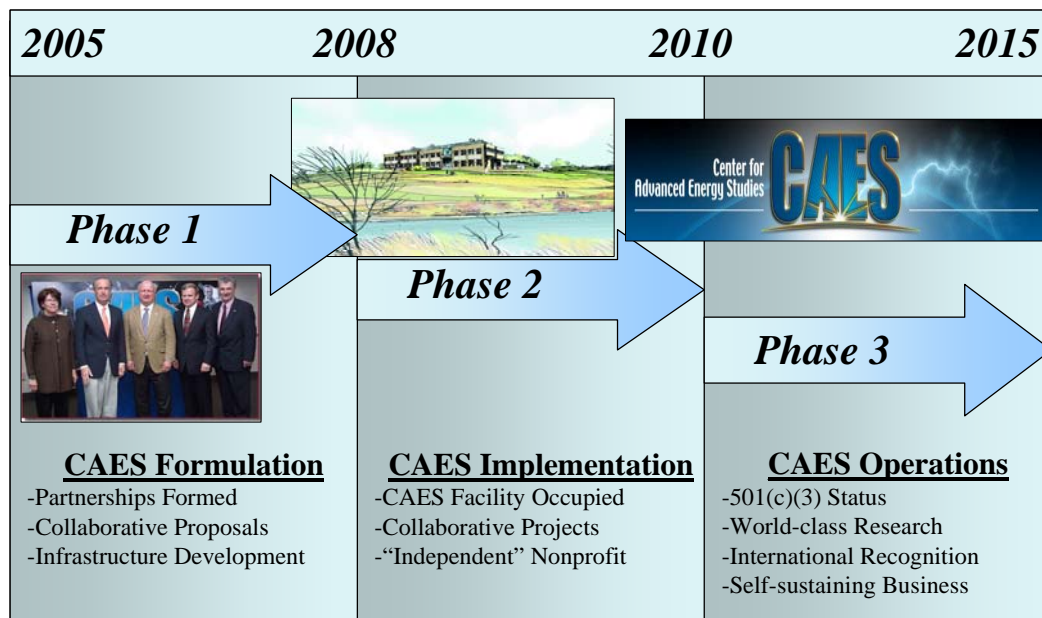 2005 2008 2010 2015
Center for
Advanced Energy Studies
CAES
Phase 1
Phase 2
Phase 3
CAES
CAES Formulation
-Partnerships Formed
-Collaborative Proposals
-Infrastructure Development
CAES Implementation
-CAES Facility Occupied
-Collaborative Projects
-“Independent” Nonprofit
CAES Operations
-501(c)(3) Status
-World-class Research
-International Recognition
-Self-sustaining Business